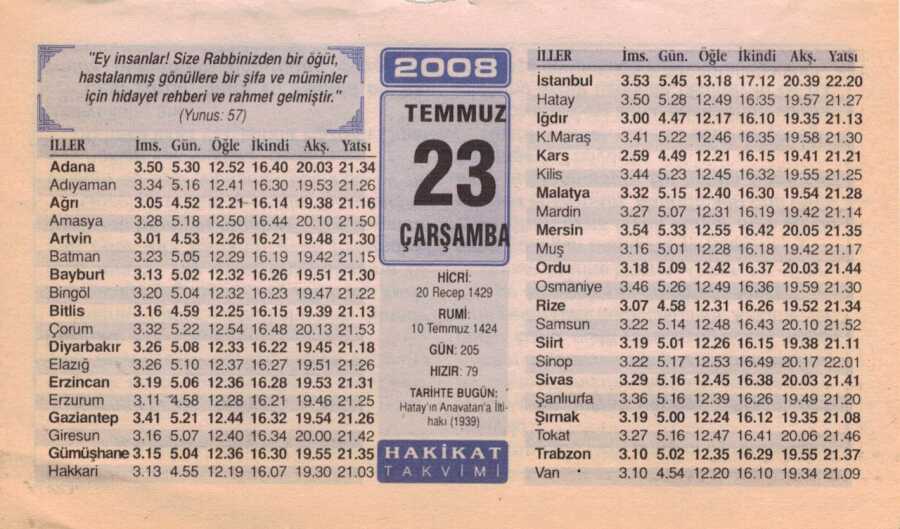 "Ey insanlar! Size Rabbinizden bir öğüt,
hastalanmış gönüllere bir şifa ve müminler
için hidayet rehberi ve rahmet gelmiştir."
(Yunus: 57)
İLLER İms. Gün. Öğle İkindi Akş. Yatsı
Adana 3.50 5.30 12.52 16.40 20.03 21.34
Adıyaman 3.34 5.16 12.41 16.30 19.53 21.26
Ağrı 3.05 4.52 12.21 16.14 19.38 21.16
Amasya 3.28 5.18 12.50 16.44 20.10 21.50
Artvin 3.01 4.53 12.26 16.21 19.48 21.30
Batman 3.23 5.05 12.29 16.19 19.42 21.15
Bayburt 3.13 5.02 12.32 16.26 19.51 21.30
Bingöl 3.20 5.04 12.32 16.23 19.47 21.22
Bitlis 3.16 4.59 12.25 16.15 19.39 21.13
Çorum 3.32 5.22 12.54 16.48 20.13 21.53
Diyarbakır 3.26 5.08 12.33 16.22 19.45 21.18
Elazığ 3.26 5.10 12.37 16.27 19.51 21.26
Erzincan 3.19 5.06 12.36 16.28 19.53 21.31
Erzurum 3.11 4.58 12.28 16.21 19.46 21.25
Gaziantep 3.41 5.21 12.44 16.32 19.54 21.26
Giresun 3.16 5.07 12.40 16.34 20.00 21.42
Gümüşhane 3.15 5.04 12.36 16.30 19.55 21.35
Hakkari 3.13 4.55 12.19 16.07 19.30 21.03
2008
TEMMUZ
23
ÇARŞAMBA
HİCRİ:
20 Recep 1429
RUMİ:
10 Temmuz 1424
GÜN: 205
HIZIR: 79
TARİHTE BUGÜN:
Hatay'ın Anavatan'a İlti-
hakı (1939)
HAKİKAT
TAKVİMİ
İLLER İms. Gün. Öğle İkindi Akş. Yatsı
İstanbul 3.53 5.45 13.18 17.12 20.39 22.20
Hatay 3.50 5.28 12.49 16.35 19.57 21.27
Iğdır 3.00 4.47 12.17 16.10 19.35 21.13
K.Maraş 3.41 5.22 12.46 16.35 19.58 21.30
Kars 2.59 4.49 12.21 16.15 19.41 21.21
Kilis 3.44 5.23 12.45 16.32 19.55 21.25
Malatya 3.32 5.15 12.40 16.30 19.54 21.28
Mardin 3.27 5.07 12.31 16.19 19.42 21.14
Mersin 3.54 5.33 12.55 16.42 20.05 21.35
Muş 3.16 5.01 12.28 16.18 19.42 21.17
Ordu 3.18 5.09 12.42 16.37 20.03 21.44
Osmaniye 3.46 5.26 12.49 16.36 19.59 21.30
Rize 3.07 4.58 12.31 16.26 19.52 21.34
Samsun 3.22 5.14 12.48 16.43 20.10 21.52
Siirt 3.19 5.01 12.26 16.15 19.38 21.11
Sinop 3.22 5.17 12.53 16.49 20.17 22.01
Sivas 3.29 5.16 12.45 16.38 20.03 21.41
Şanlıurfa 3.36 5.16 12.39 16.26 19.49 21.20
Şırnak 3.19 5.00 12.24 16.12 19.35 21.08
Tokat 3.27 5.16 12.47 16.41 20.06 21.46
Trabzon 3.10 5.02 12.35 16.29 19.55 21.37
Van 3.10 4.54 12.20 16.10 19.34 21.09